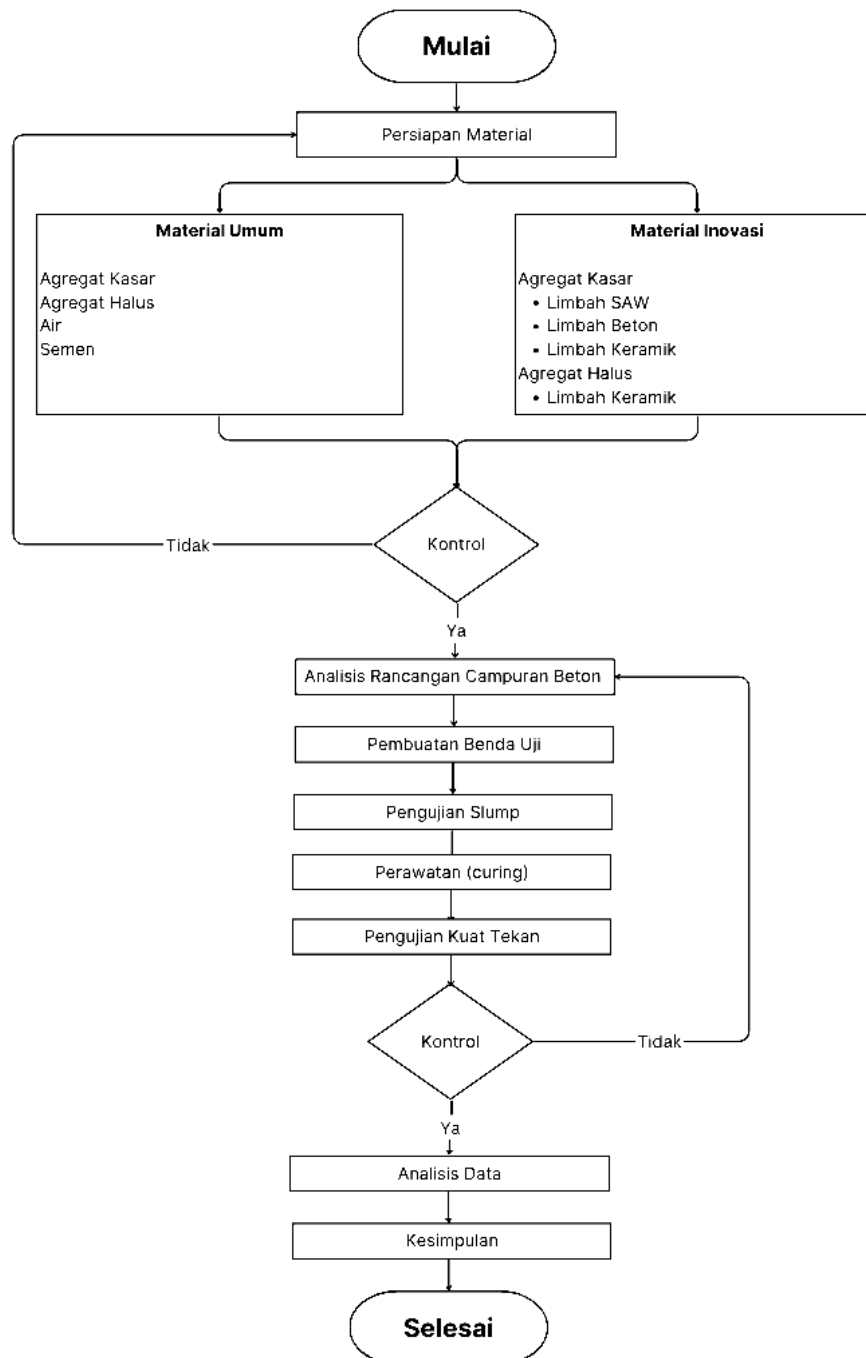 Mulai
Persiapan Material
Material Umum
Agregat Kasar
Agregat Halus
Air
Semen
Material Inovasi
Agregat Kasar
• Limbah SAW
• Limbah Beton
• Limbah Keramik
Agregat Halus
• Limbah Keramik
Kontrol
Tidak
Ya
Analisis Rancangan Campuran Beton
Pembuatan Benda Uji
Pengujian Slump
Perawatan (curing)
Pengujian Kuat Tekan
Kontrol
Tidak
Ya
Analisis Data
Kesimpulan
Selesai